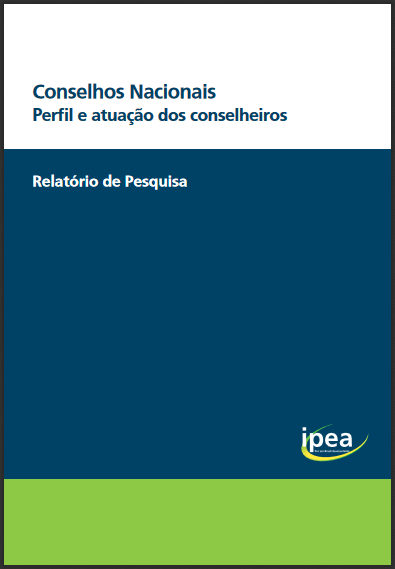 Conselhos Nacionais
Perfil e atuação dos conselheiros
Relatório de Pesquisa
ipea